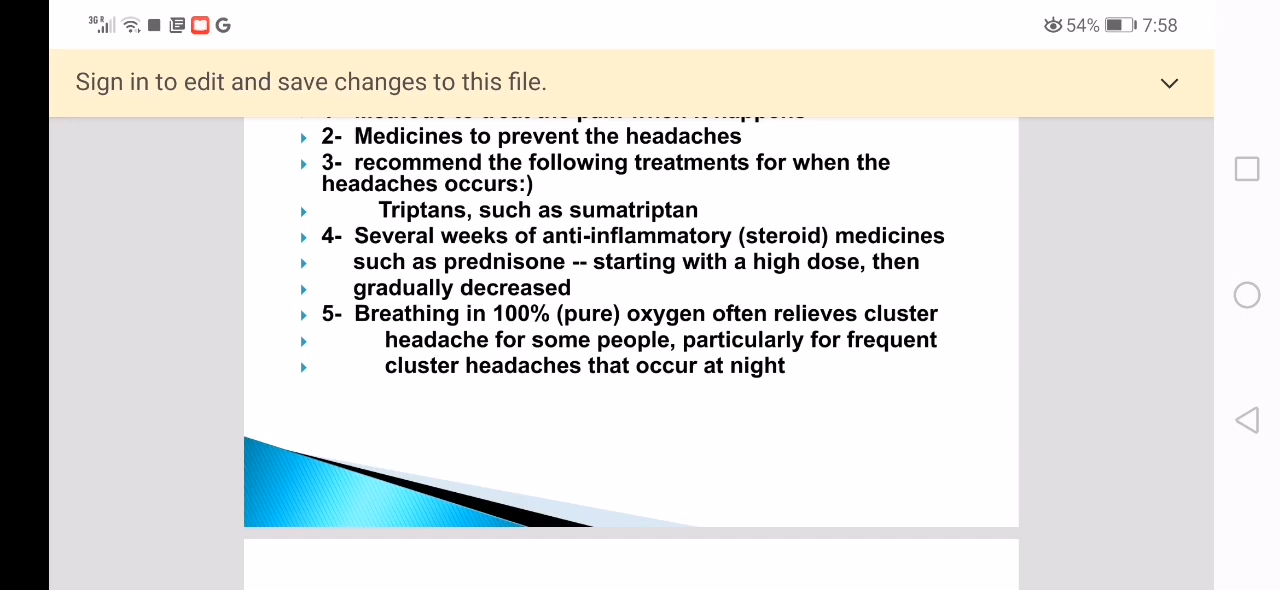 3G R
G
54%
7:58
Sign in to edit and save changes to this file.
2- Medicines to prevent the headaches
3- recommend the following treatments for when the
headaches occurs:)
Triptans, such as sumatriptan
4- Several weeks of anti-inflammatory (steroid) medicines
such as prednisone -- starting with a high dose, then
gradually decreased
5- Breathing in 100% (pure) oxygen often relieves cluster
headache for some people, particularly for frequent
cluster headaches that occur at night